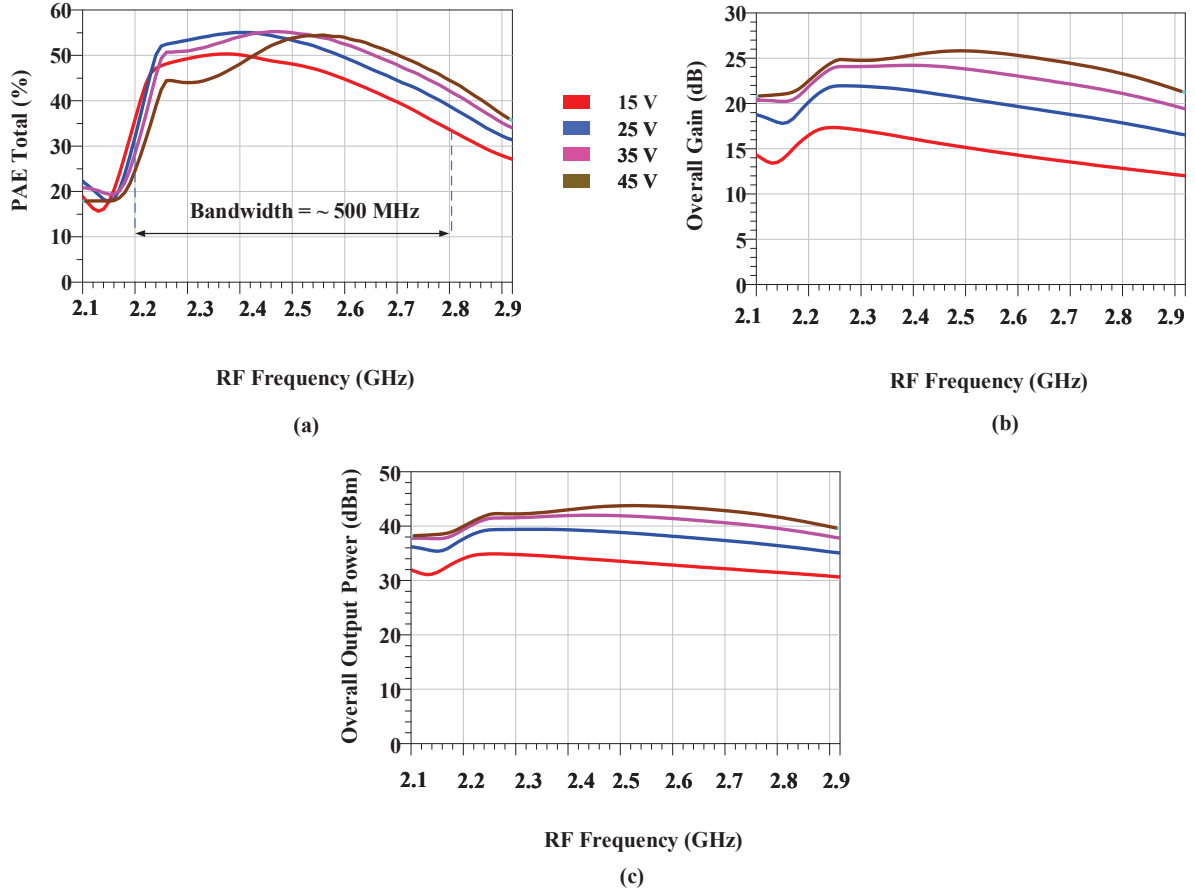 60
50
40
30
20
10
0
PAE Total (%)
Bandwidth = ~ 500 MHz
2.1 2.2 2.3 2.4 2.5 2.6 2.7 2.8 2.9
RF Frequency (GHz)
(a)
15 V
25 V
35 V
45 V
30
25
20
15
10
5
0
Overall Gain (dB)
2.1 2.2 2.3 2.4 2.5 2.6 2.7 2.8 2.9
RF Frequency (GHz)
(b)
50
40
30
20
10
0
Overall Output Power (dBm)
2.1 2.2 2.3 2.4 2.5 2.6 2.7 2.8 2.9
RF Frequency (GHz)
(c)